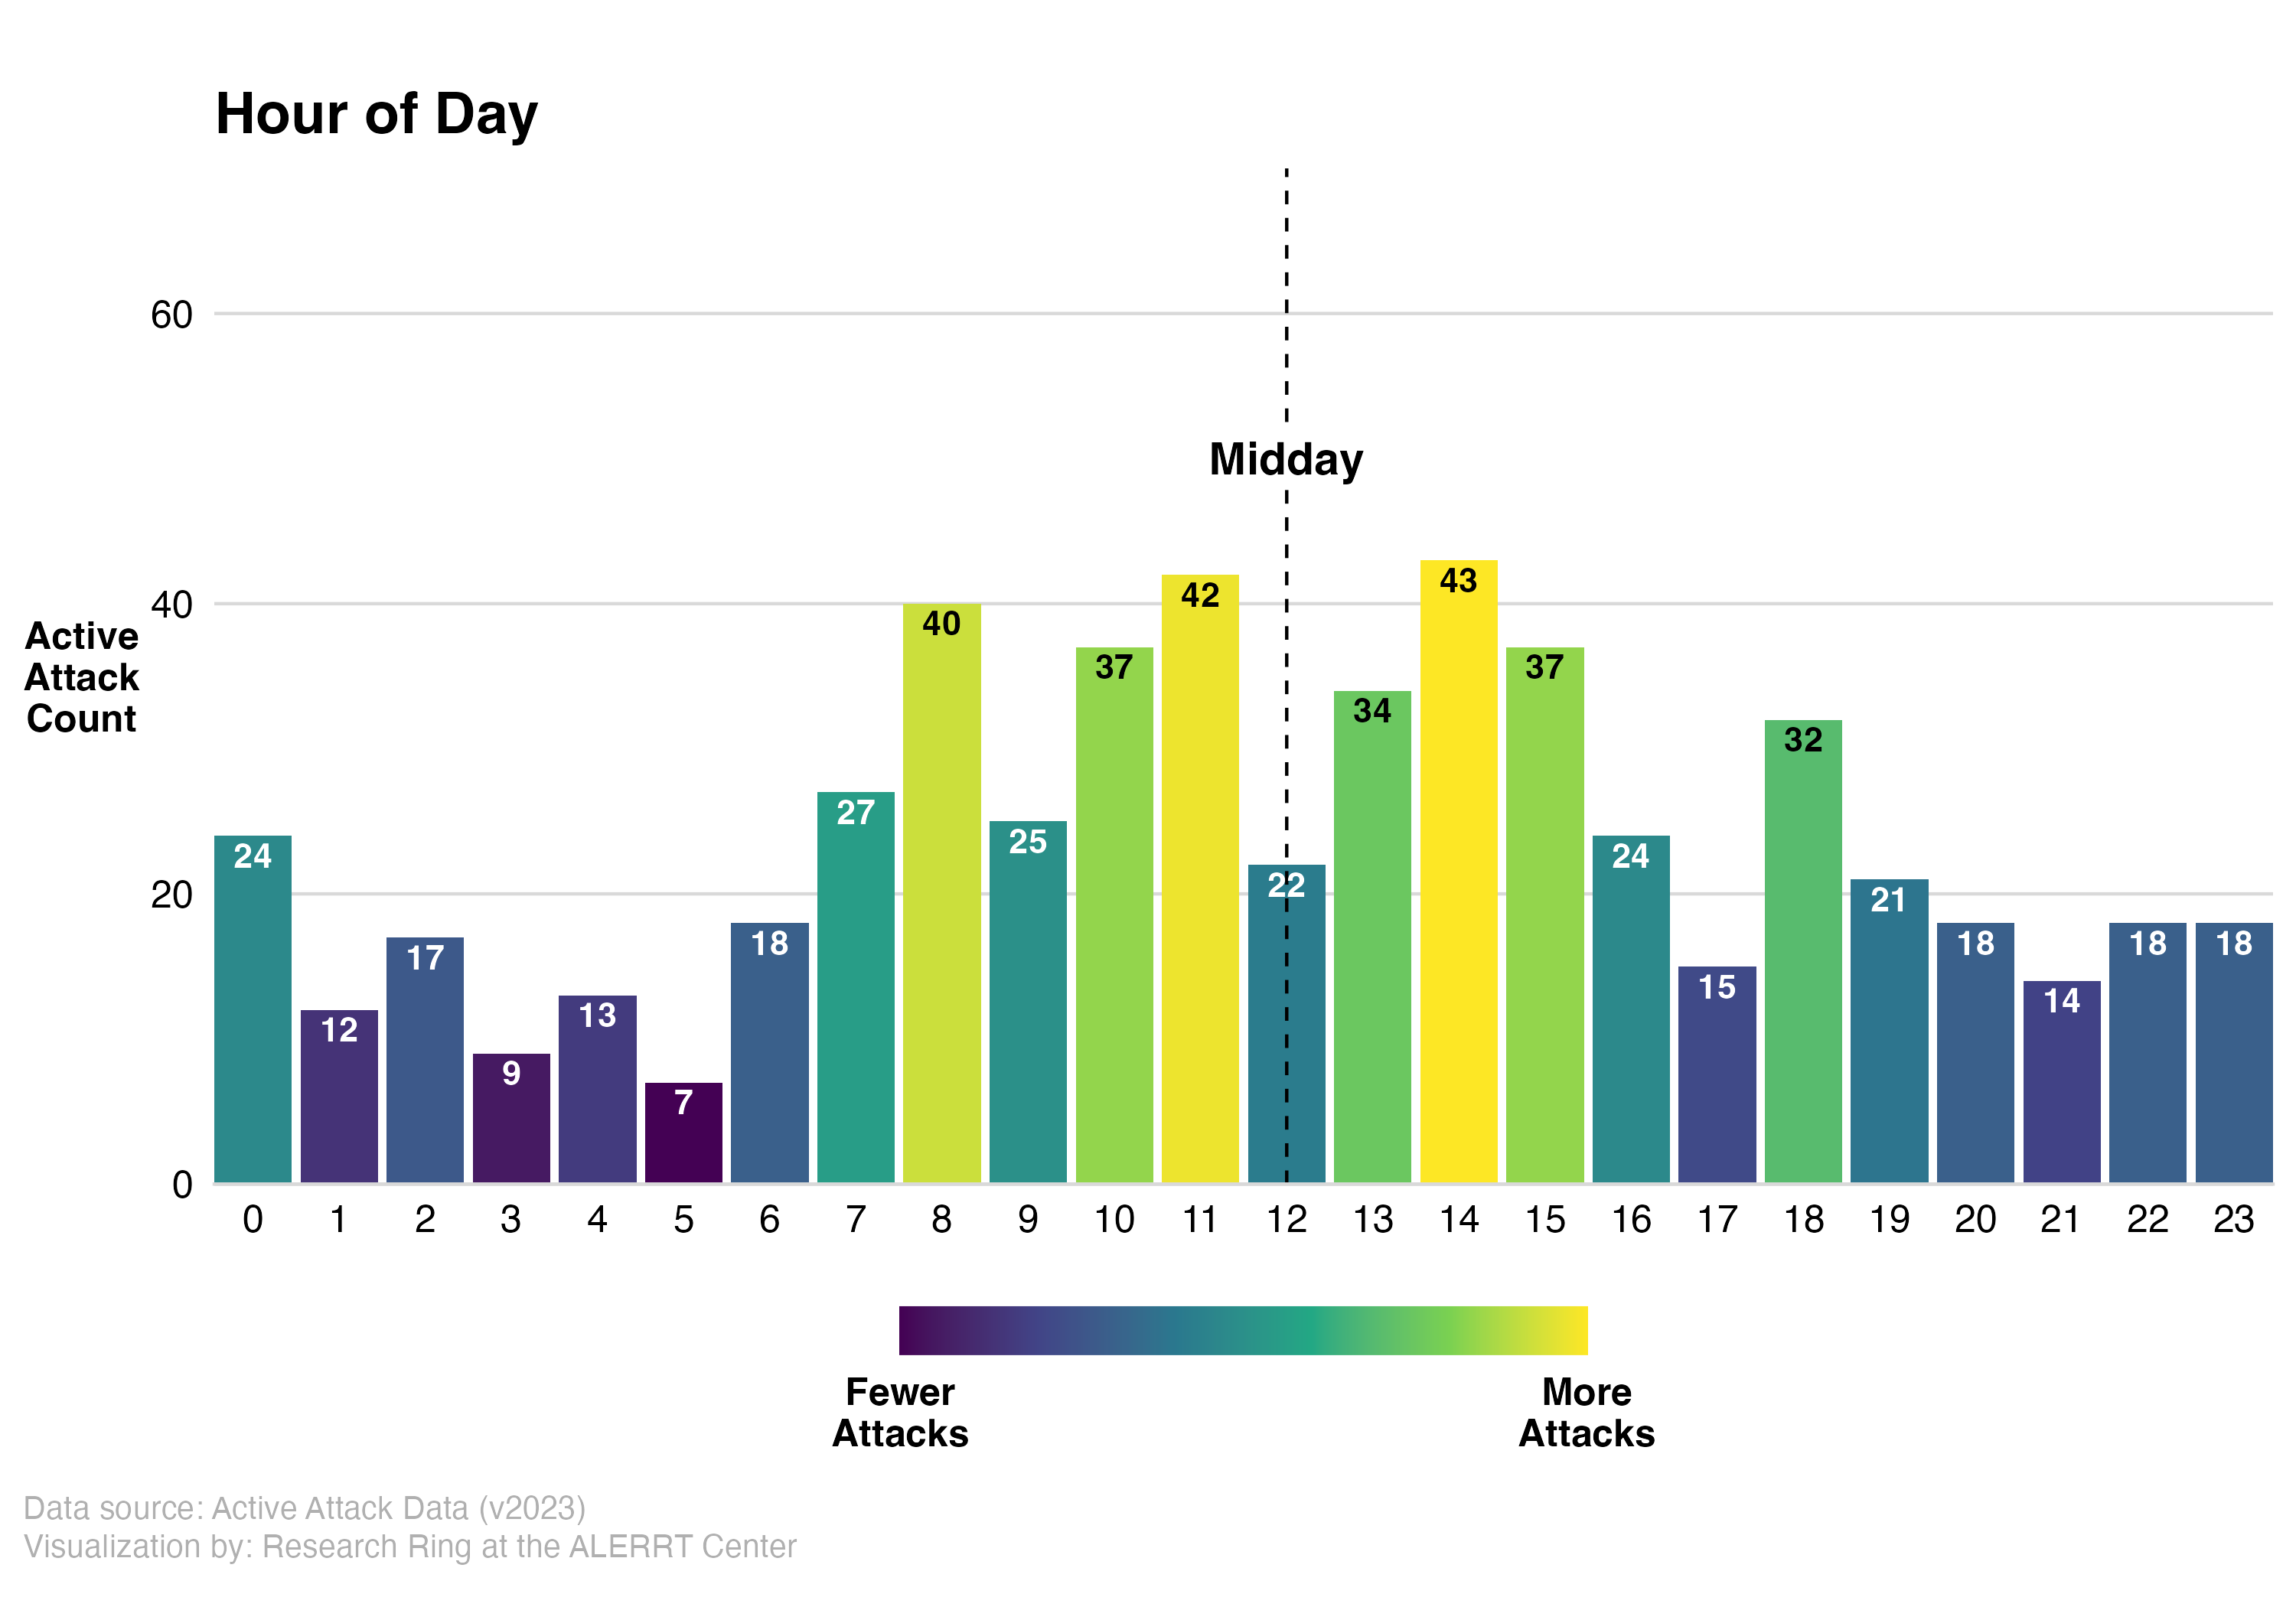 Hour of Day
60
Midday
43
42
40
40
Active
Attack
Count
37
37
34
32
27
25
24
24
22
20
21
18
18
18
18
17
15
14
13
12
9
7
0
0 1 2 3 4 5 6 7 8 9 10 11 12 13 14 15 16 17 18 19 20 21 22 23
Fewer
Attacks
More
Attacks
Data source: Active Attack Data (v2023)
Visualization by: Research Ring at the ALERRT Center